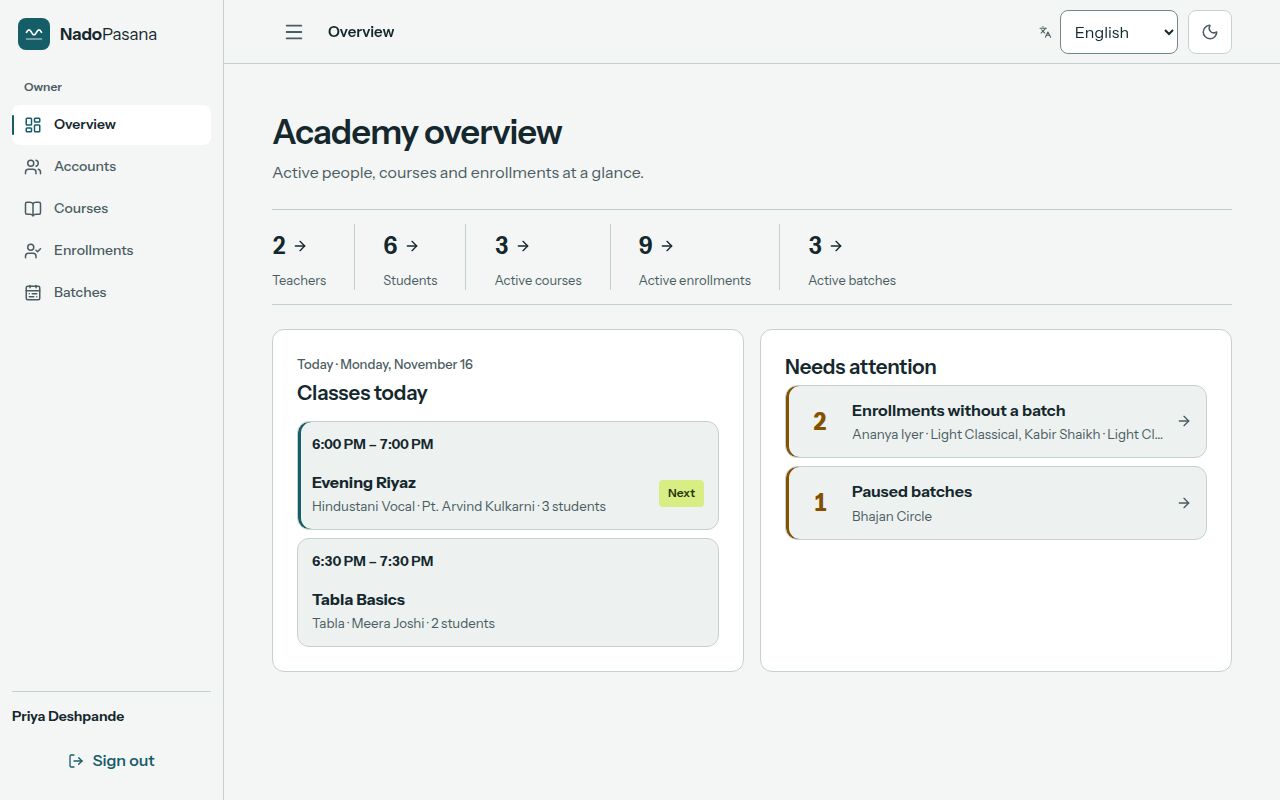 NadoPasana
Owner
Overview
Accounts
Courses
Enrollments
Batches
Priya Deshpande
Sign out
Overview
English
Academy overview
Active people, courses and enrollments at a glance.
2 →
Teachers
6 →
Students
3 →
Active courses
9 →
Active enrollments
3 →
Active batches
Today · Monday, November 16
Classes today
6:00 PM – 7:00 PM
Evening Riyaz
Hindustani Vocal · Pt. Arvind Kulkarni · 3 students
Next
6:30 PM – 7:30 PM
Tabla Basics
Tabla · Meera Joshi · 2 students
Needs attention
2
Enrollments without a batch
Ananya Iyer · Light Classical, Kabir Shaikh · Light Cl...
1
Paused batches
Bhajan Circle